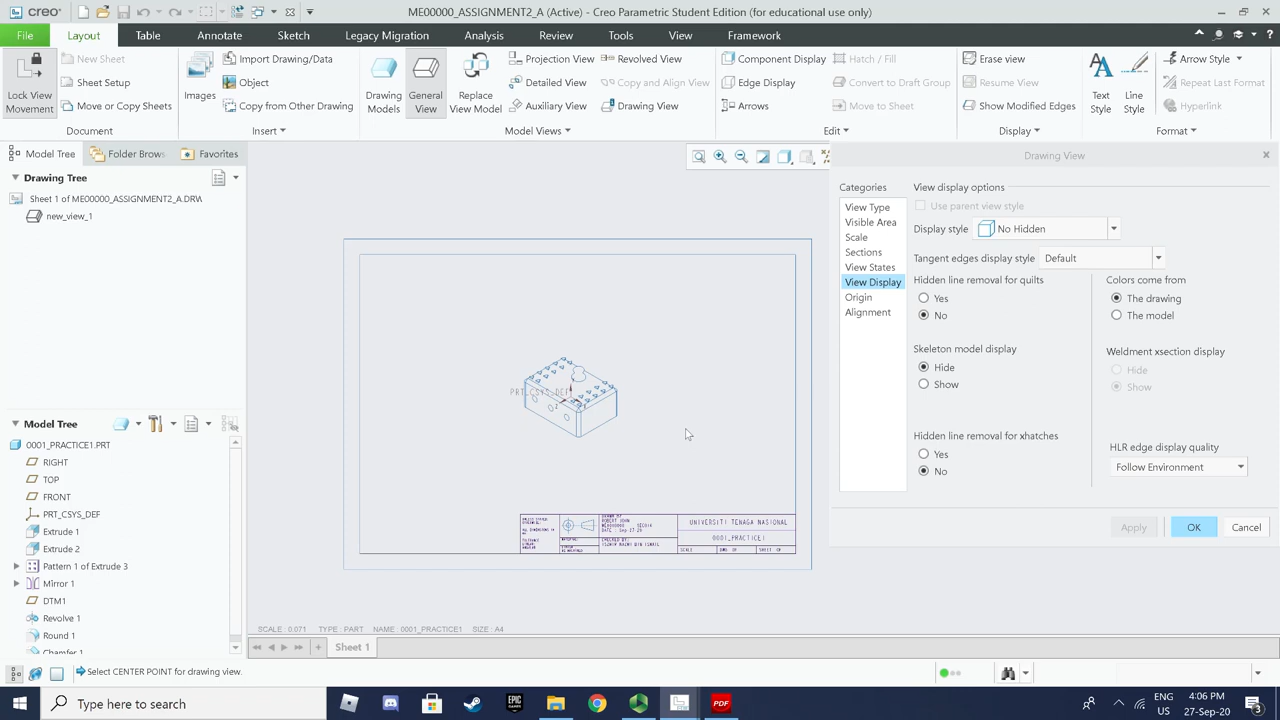 creo
ME00000_ASSIGNMENT2_A (Active) - Creo Parametric Student Edition (for educational use only)
File Layout Table Annotate Sketch Legacy Migration Analysis Review Tools View Framework
Lock View Movement
New Sheet
Sheet Setup
Move or Copy Sheets
Document
Images
Import Drawing/Data
Object
Copy from Other Drawing
Insert
Drawing Models
General View
Replace View Model
Projection View
Detailed View
Auxiliary View
Revolved View
Copy and Align View
Drawing View
Model Views
Component Display
Edge Display
Arrows
Hatch / Fill
Convert to Draft Group
Move to Sheet
Edit
Erase view
Resume View
Show Modified Edges
Display
Text Style
Line Style
Arrow Style
Repeat Last Format
Hyperlink
Format
Model Tree Folder Brows Favorites
Drawing Tree
Sheet 1 of ME00000_ASSIGNMENT2_A.DRW
new_view_1
Model Tree
0001_PRACTICE1.PRT
RIGHT
TOP
FRONT
PRT_CSYS_DEF
Extrude 1
Extrude 2
Pattern 1 of Extrude 3
Mirror 1
DTM1
Revolve 1
Round 1
Chamfer 1
PRT_CSYS_DEF
UNIVERSITI TENAGA NASIONAL
0001_PRACTICE1
SCALE
SHEET OF
SCALE : 0.071 TYPE : PART NAME : 0001_PRACTICE1 SIZE : A4
Sheet 1
Drawing View
Categories
View Type
Visible Area
Scale
Sections
View States
View Display
Origin
Alignment
View display options
Use parent view style
Display style No Hidden
Tangent edges display style Default
Hidden line removal for quilts
Yes
No
Colors come from
The drawing
The model
Skeleton model display
Hide
Show
Weldment xsection display
Hide
Show
Hidden line removal for xhatches
Yes
No
HLR edge display quality
Follow Environment
Apply OK Cancel
Select CENTER POINT for drawing view.
Type here to search
EPIC GAMES
PDF
ENG
US
4:06 PM
27-Sep-20